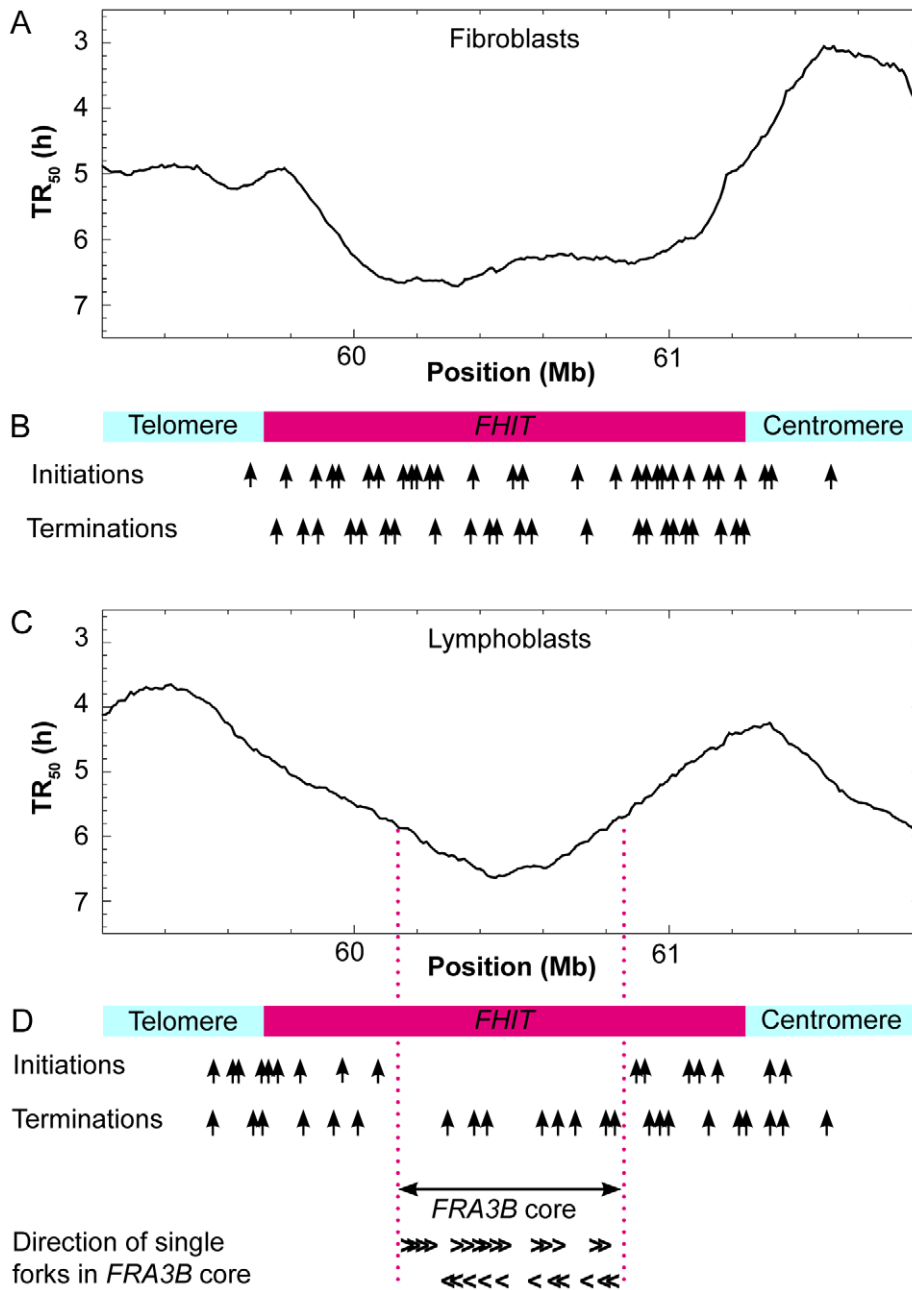 A
Fibroblasts
3
4
5
6
7
TR50 (h)
60
61
Position (Mb)
B
Telomere FHIT Centromere
Initiations
Terminations
C
Lymphoblasts
3
4
5
6
7
TR50 (h)
60
61
Position (Mb)
D
Telomere FHIT Centromere
Initiations
Terminations
FRA3B core
Direction of single
forks in FRA3B core